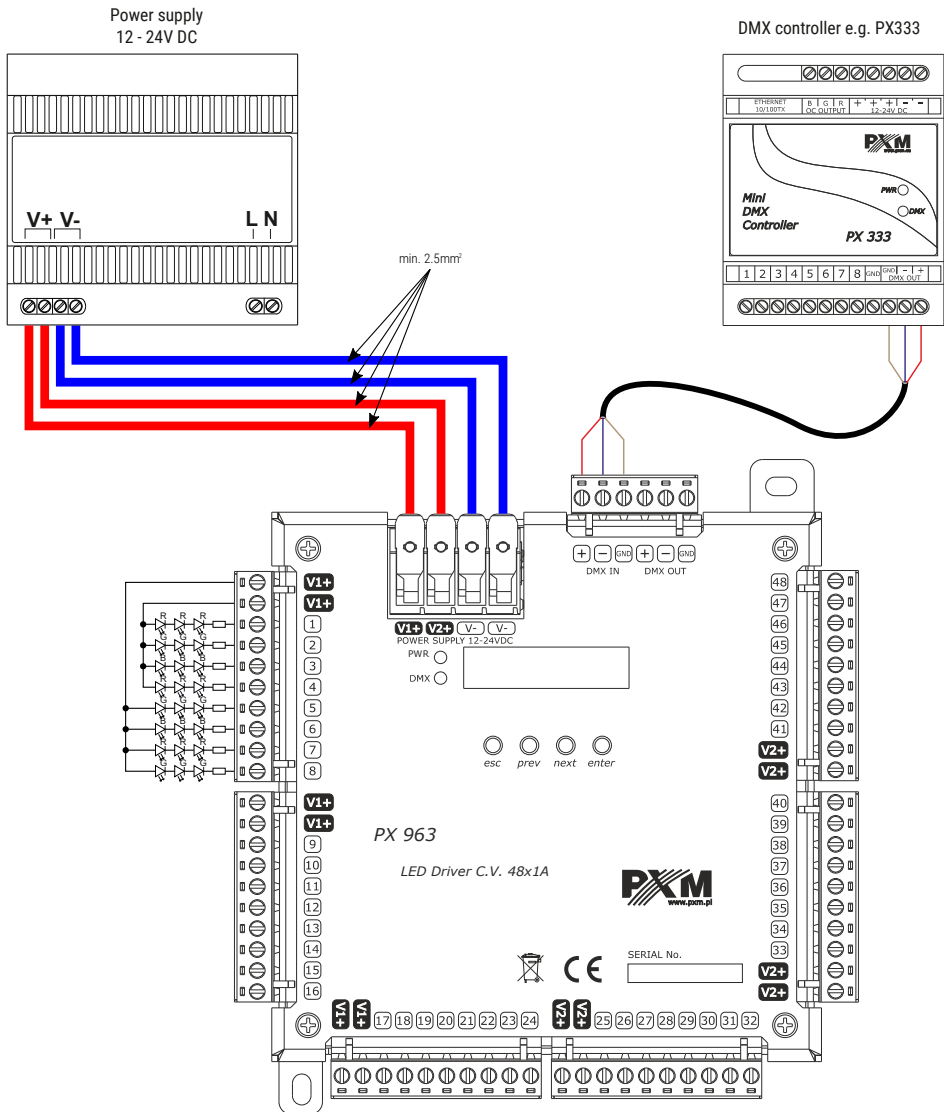 Power supply
12 - 24V DC
DMX controller e.g. PX333
ETHERNET
10/100TX
B G R + + + - -
OC OUTPUT 12-24V DC
PXM
www.pxm.eu
PWR
DMX
Mini
DMX
Controller
PX 333
1 2 3 4 5 6 7 8 GND GND - +
DMX OUT
V+ V-
L N
min. 2.5mm²
+ - GND + - GND
DMX IN DMX OUT
V1+ V2+ V- V-
POWER SUPPLY 12-24VDC
PWR
DMX
esc prev next enter
V1+
V1+
1
2
3
4
5
6
7
8
R R R
G G G
B B B
R R R
G G G
B B B
R R R
G G G
V1+
V1+
9
10
11
12
13
14
15
16
PX 963
LED Driver C.V. 48x1A
PXM
www.pxm.pl
CE
SERIAL No.
48
47
46
45
44
43
42
41
V2+
V2+
40
39
38
37
36
35
34
33
V2+
V2+
V1+ V1+ 17 18 19 20 21 22 23 24 V2+ V2+ 25 26 27 28 29 30 31 32